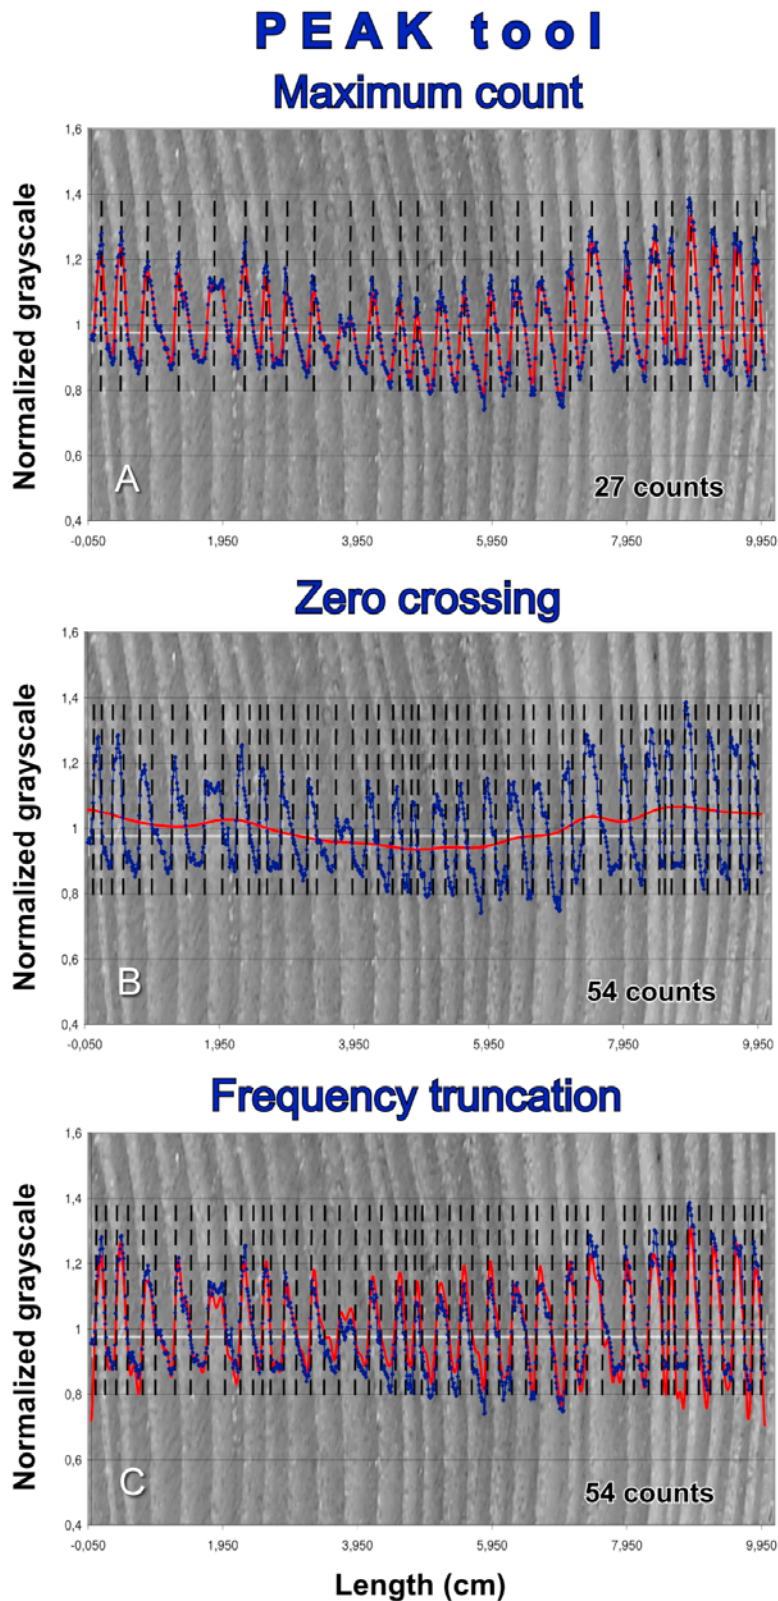 PEAK tool
Maximum count
Normalized grayscale
1,6
1,4
1,2
1
0,8
0,6
0,4
A
27 counts
-0,050 1,950 3,950 5,950 7,950 9,950
Zero crossing
Normalized grayscale
1,6
1,4
1,2
1
0,8
0,6
0,4
B
54 counts
-0,050 1,950 3,950 5,950 7,950 9,950
Frequency truncation
Normalized grayscale
1,6
1,4
1,2
1
0,8
0,6
0,4
C
54 counts
-0,050 1,950 3,950 5,950 7,950 9,950
Length (cm)